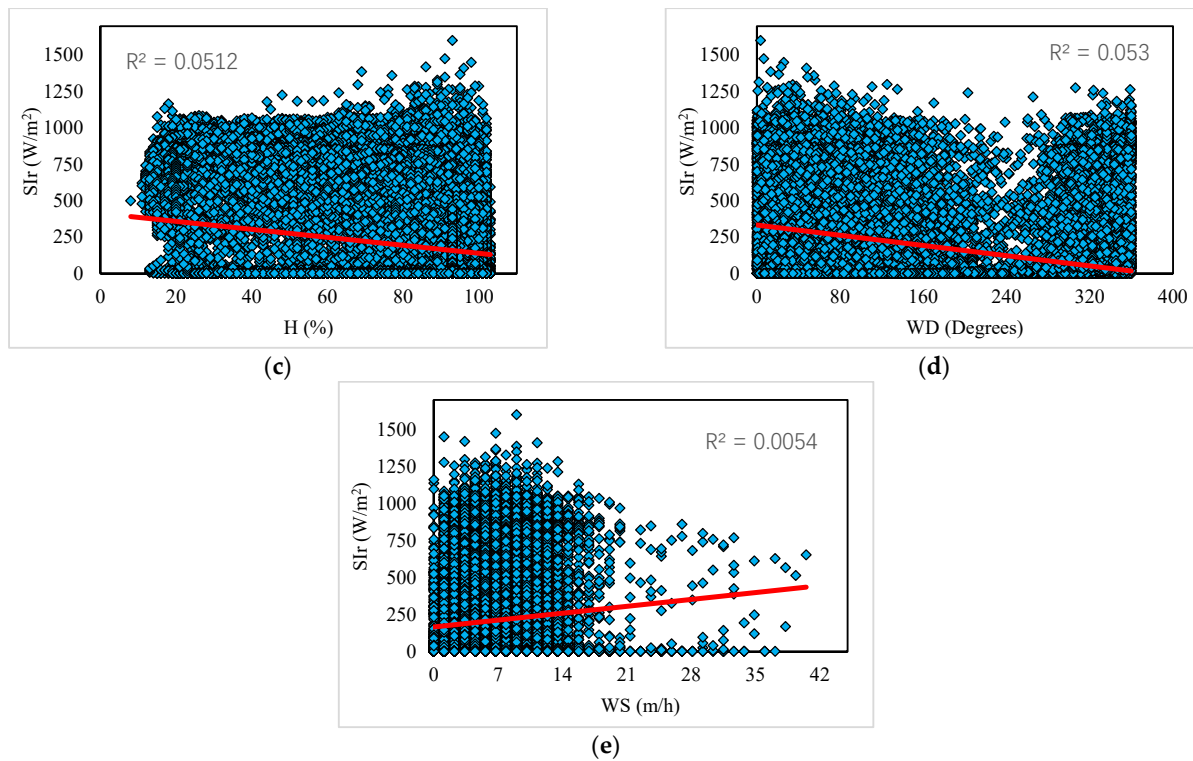 R² = 0.0512
SIr (W/m²)
1500
1250
1000
750
500
250
0
0 20 40 60 80 100
H (%)
(c)
R² = 0.053
SIr (W/m²)
1500
1250
1000
750
500
250
0
0 80 160 240 320 400
WD (Degrees)
(d)
R² = 0.0054
SIr (W/m²)
1500
1250
1000
750
500
250
0
0 7 14 21 28 35 42
WS (m/h)
(e)